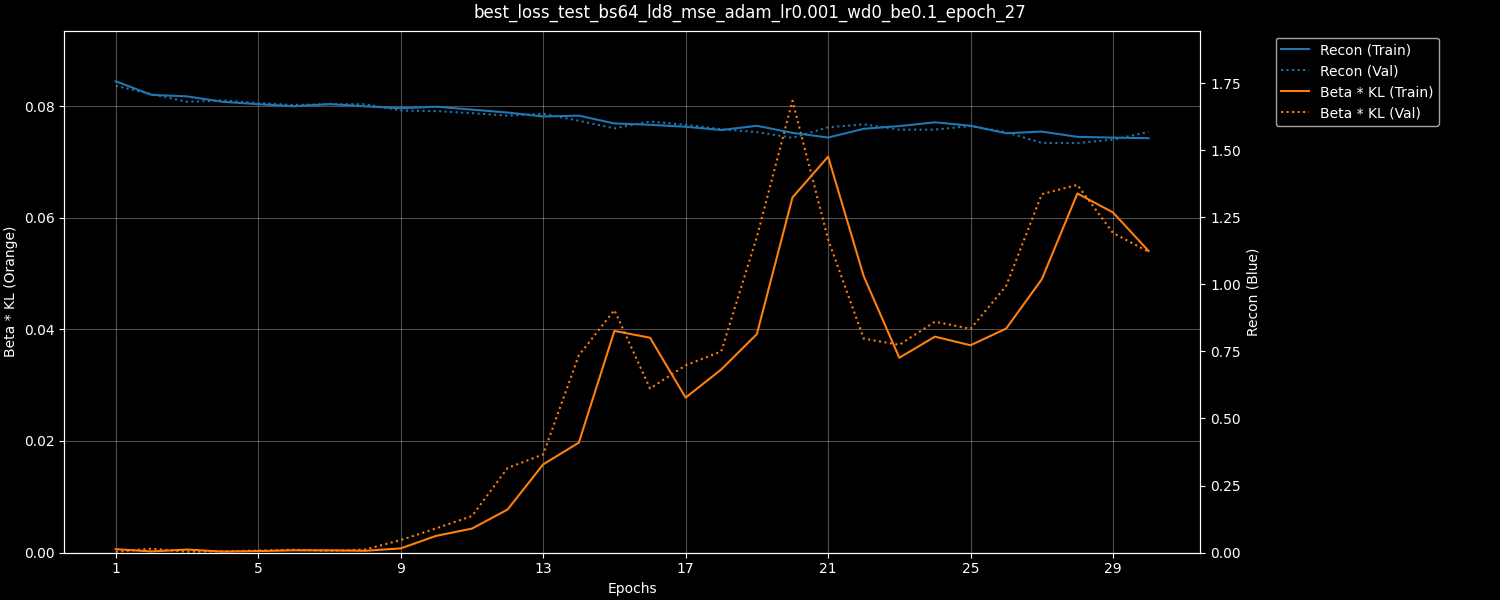 best_loss_test_bs64_ld8_mse_adam_lr0.001_wd0_be0.1_epoch_27
Recon (Train)
Recon (Val)
Beta * KL (Train)
Beta * KL (Val)
Beta * KL (Orange)
0.08
0.06
0.04
0.02
0.00
1.75
1.50
1.25
1.00
0.75
0.50
0.25
0.00
Recon (Blue)
1 5 9 13 17 21 25 29
Epochs